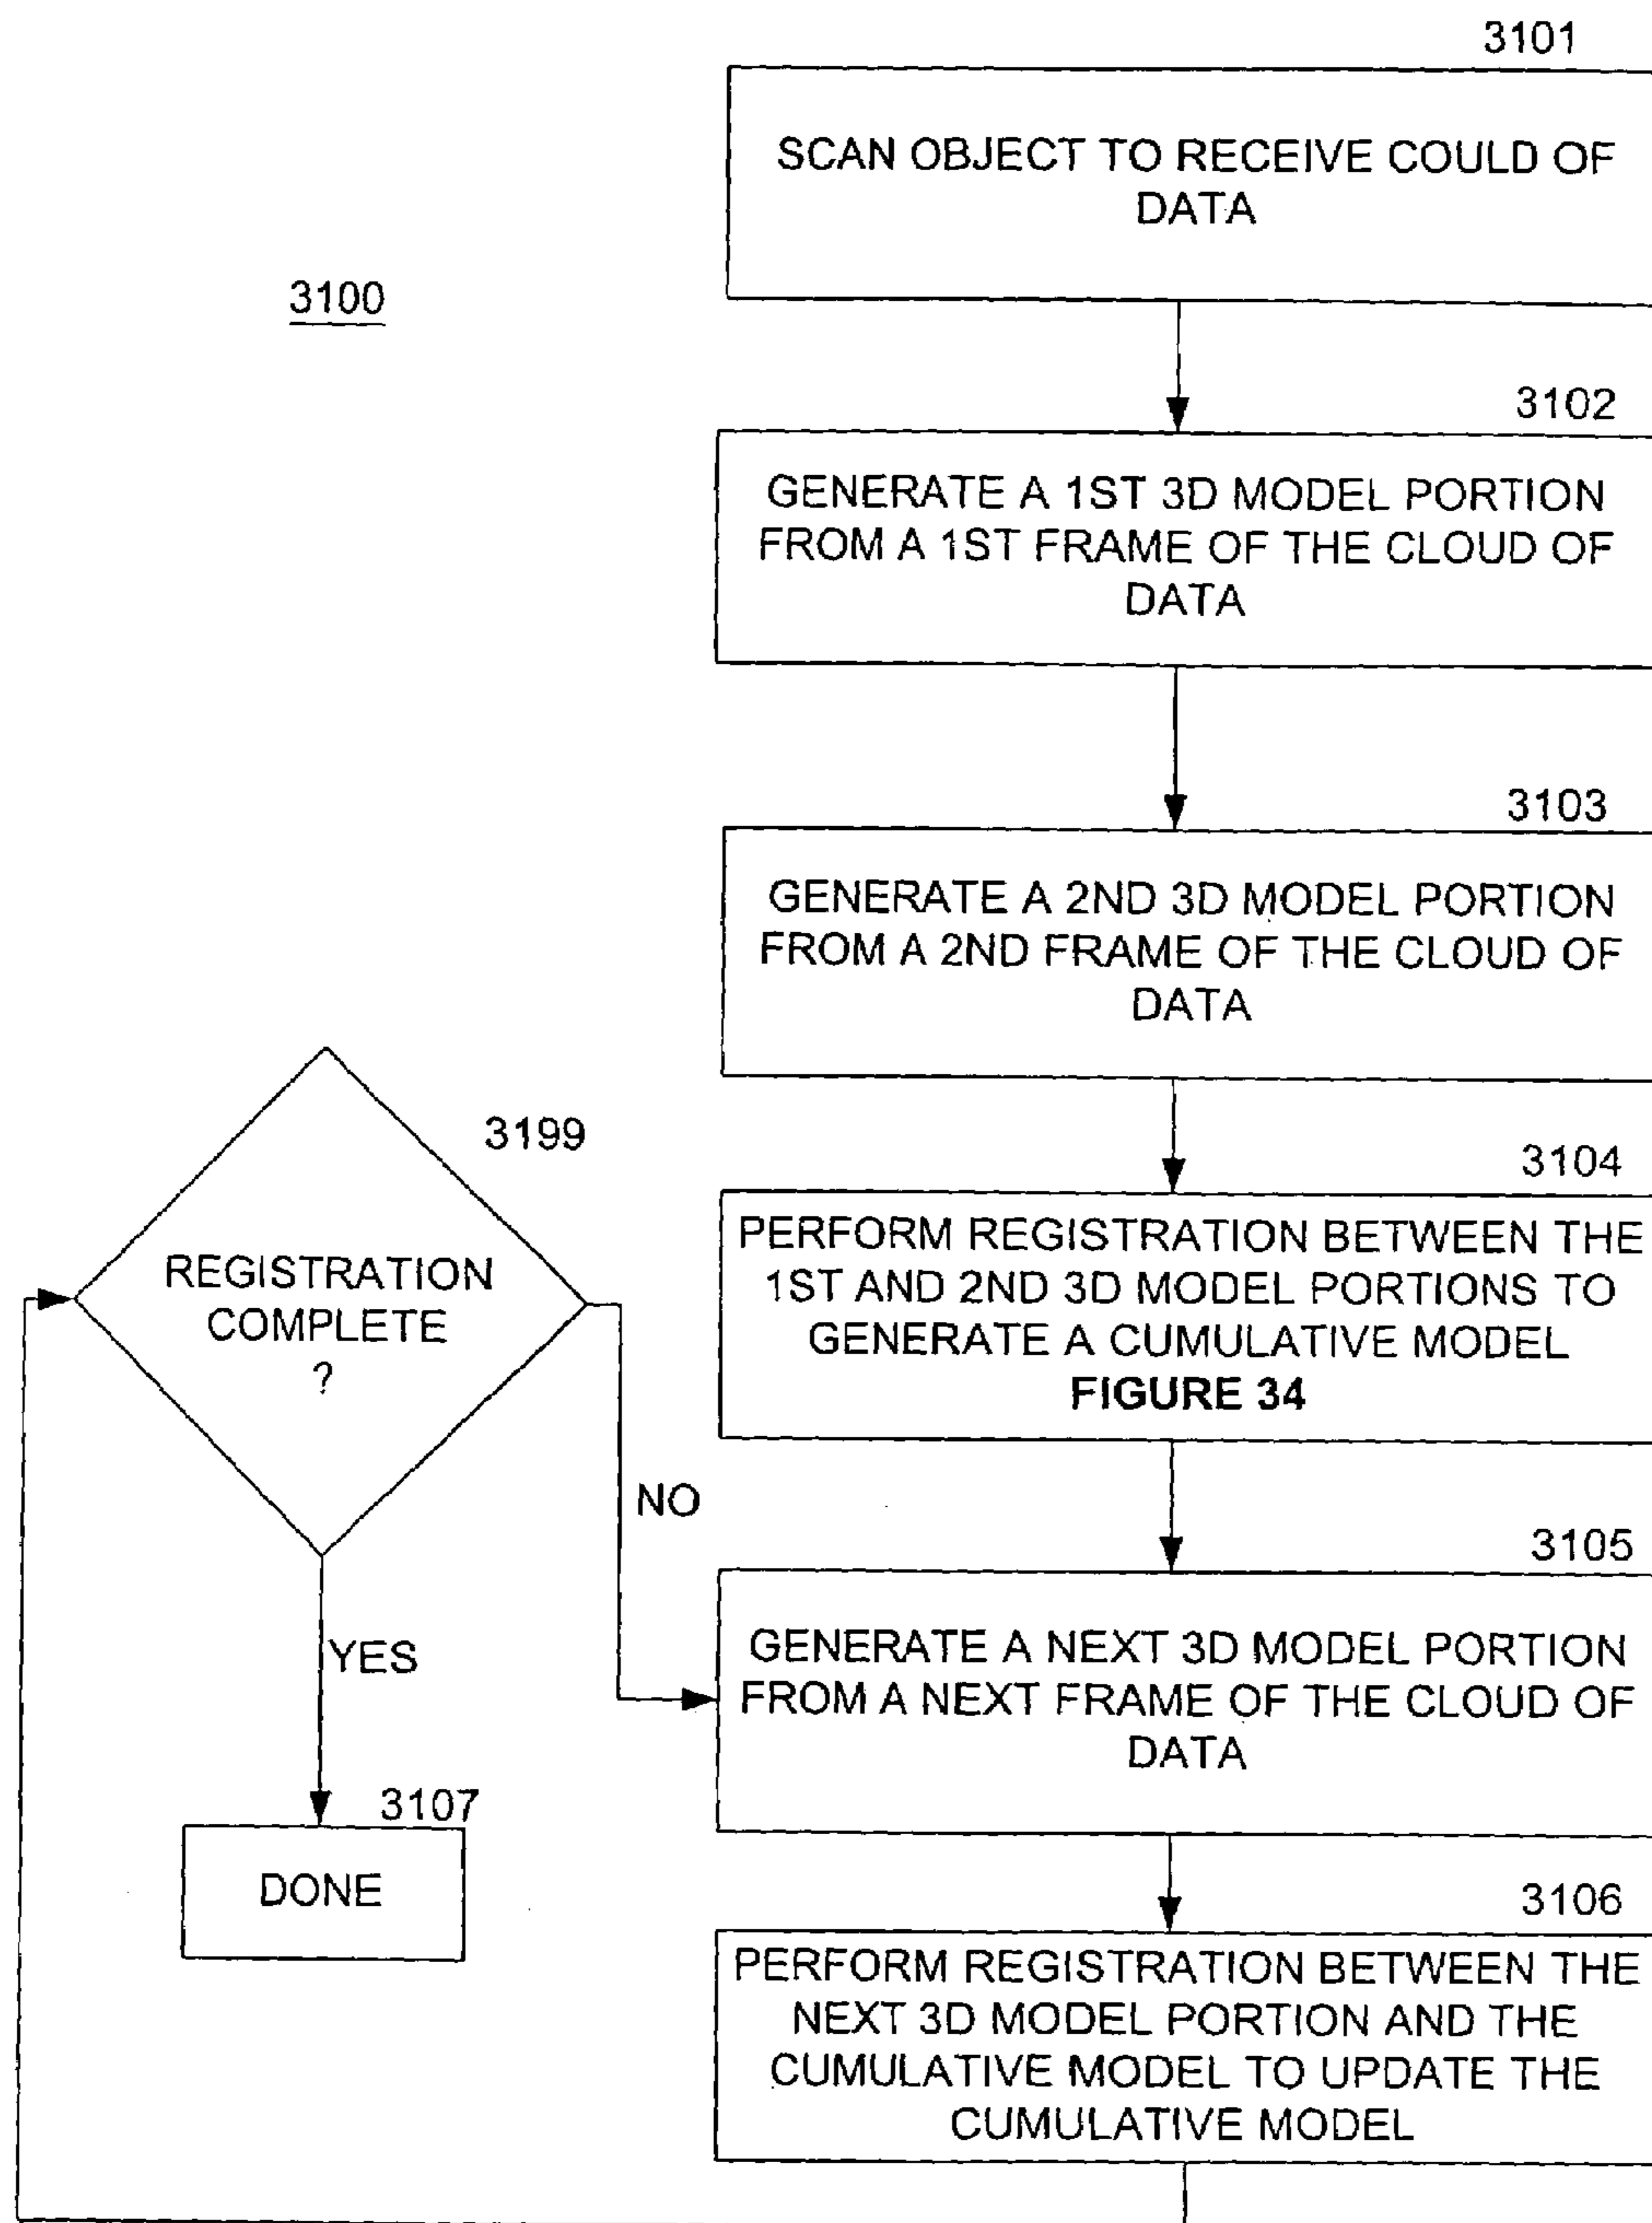 3101
SCAN OBJECT TO RECEIVE COULD OF
DATA
3100
3102
GENERATE A 1ST 3D MODEL PORTION
FROM A 1ST FRAME OF THE CLOUD OF
DATA
3103
GENERATE A 2ND 3D MODEL PORTION
FROM A 2ND FRAME OF THE CLOUD OF
DATA
3199
REGISTRATION
COMPLETE
?
3104
PERFORM REGISTRATION BETWEEN THE
1ST AND 2ND 3D MODEL PORTIONS TO
GENERATE A CUMULATIVE MODEL
FIGURE 34
NO
YES
3105
GENERATE A NEXT 3D MODEL PORTION
FROM A NEXT FRAME OF THE CLOUD OF
DATA
3107
DONE
3106
PERFORM REGISTRATION BETWEEN THE
NEXT 3D MODEL PORTION AND THE
CUMULATIVE MODEL TO UPDATE THE
CUMULATIVE MODEL